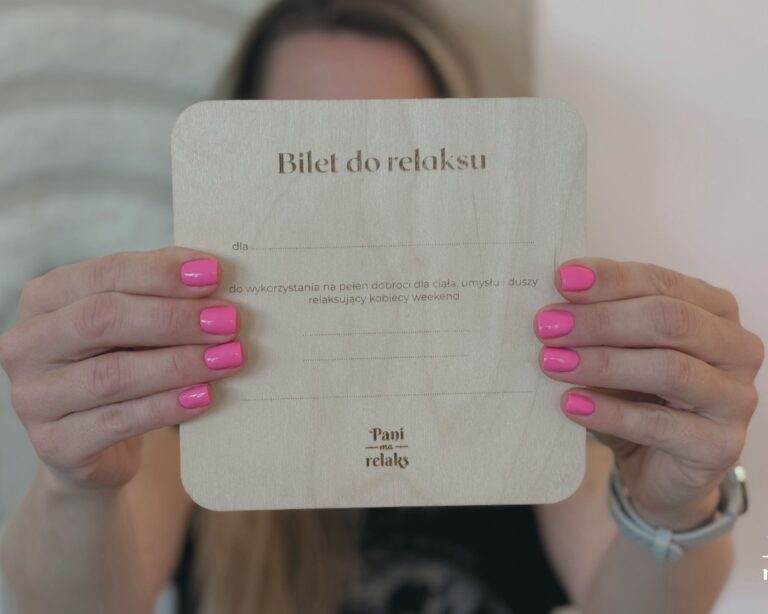 Bilet do relaksu
dla
do wykorzystania na pełen dobroci dla ciała, umysłu i duszy
relaksujący kobiecy weekend
Pani
ma
relaks